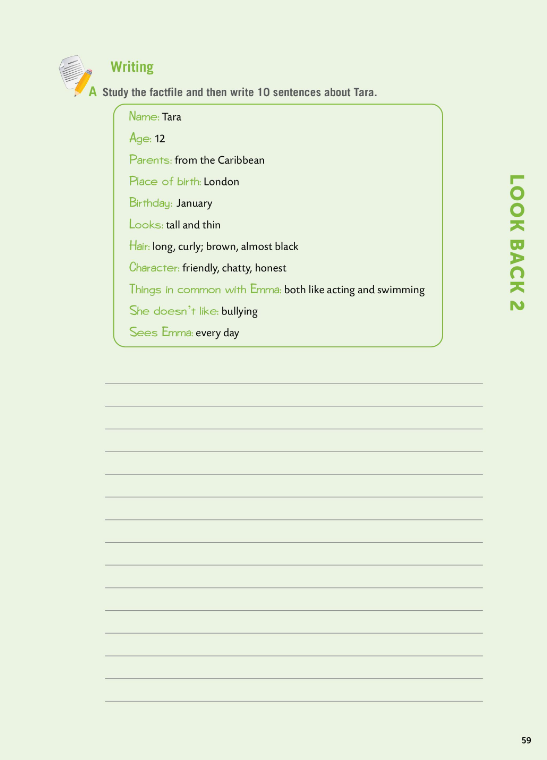 Writing
A Study the factfile and then write 10 sentences about Tara.
Name: Tara
Age: 12
Parents: from the Caribbean
Place of birth: London
Birthday: January
Looks: tall and thin
Hair: long, curly; brown, almost black
Character: friendly, chatty, honest
Things in common with Emma: both like acting and swimming
She doesn't like: bullying
Sees Emma: every day
LOOK BACK 2
59